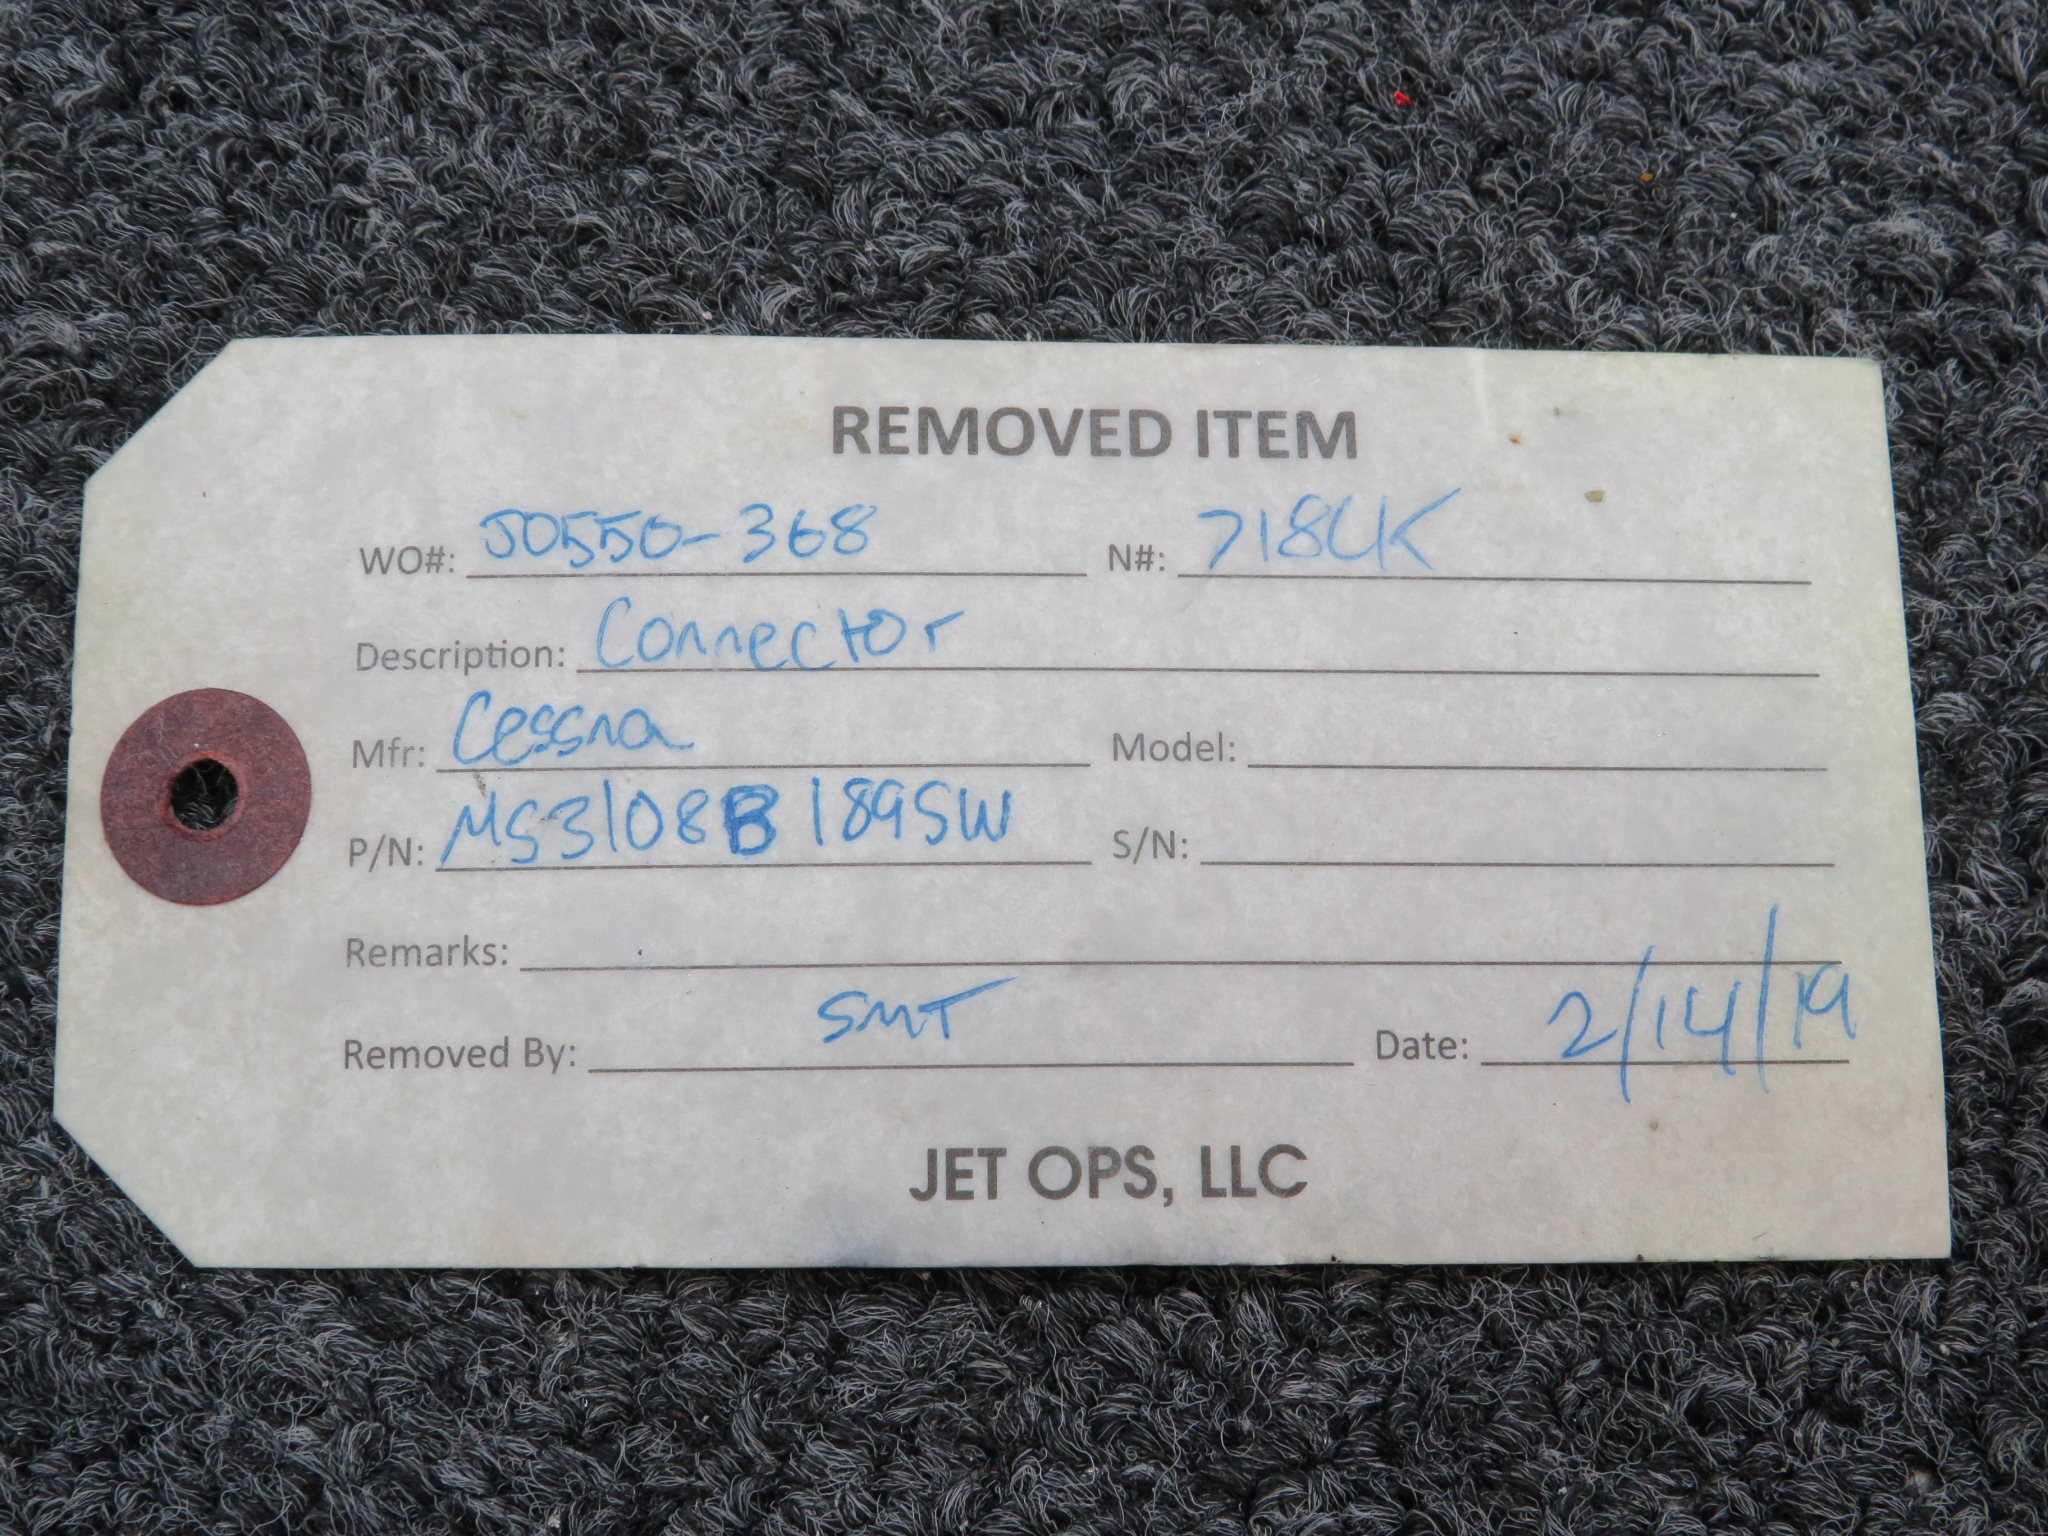 REMOVED ITEM
WO#: JO550-368 N#: 718CK
Description: Connector
Mfr: Cessna Model:
P/N: MS3108B189SW S/N:
Remarks:
Removed By: SMT Date: 2/14/19
JET OPS, LLC